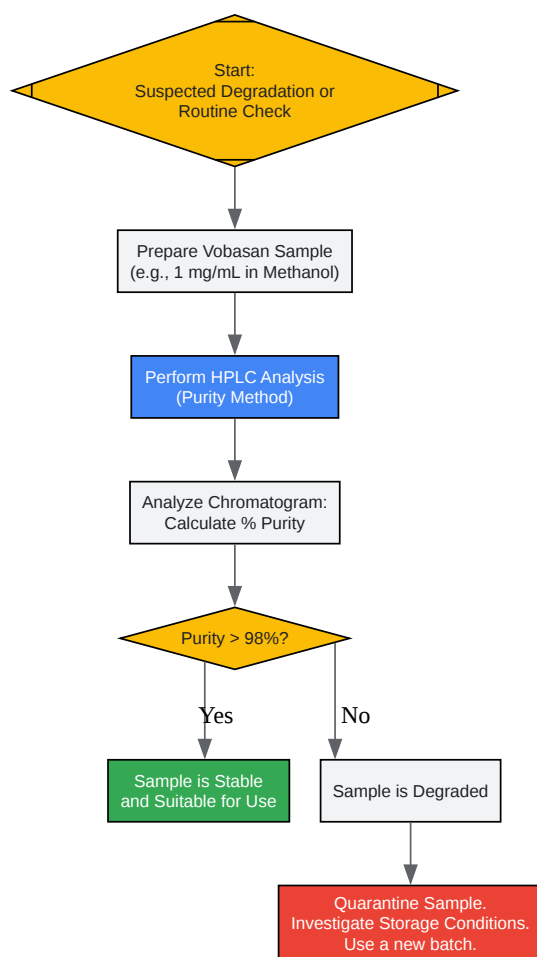 Start:
Suspected Degradation or
Routine Check
Prepare Vobasan Sample
(e.g., 1 mg/mL in Methanol)
Perform HPLC Analysis
(Purity Method)
Analyze Chromatogram:
Calculate % Purity
Purity > 98%?
Yes
No
Sample is Stable
and Suitable for Use
Sample is Degraded
Quarantine Sample.
Investigate Storage Conditions.
Use a new batch.